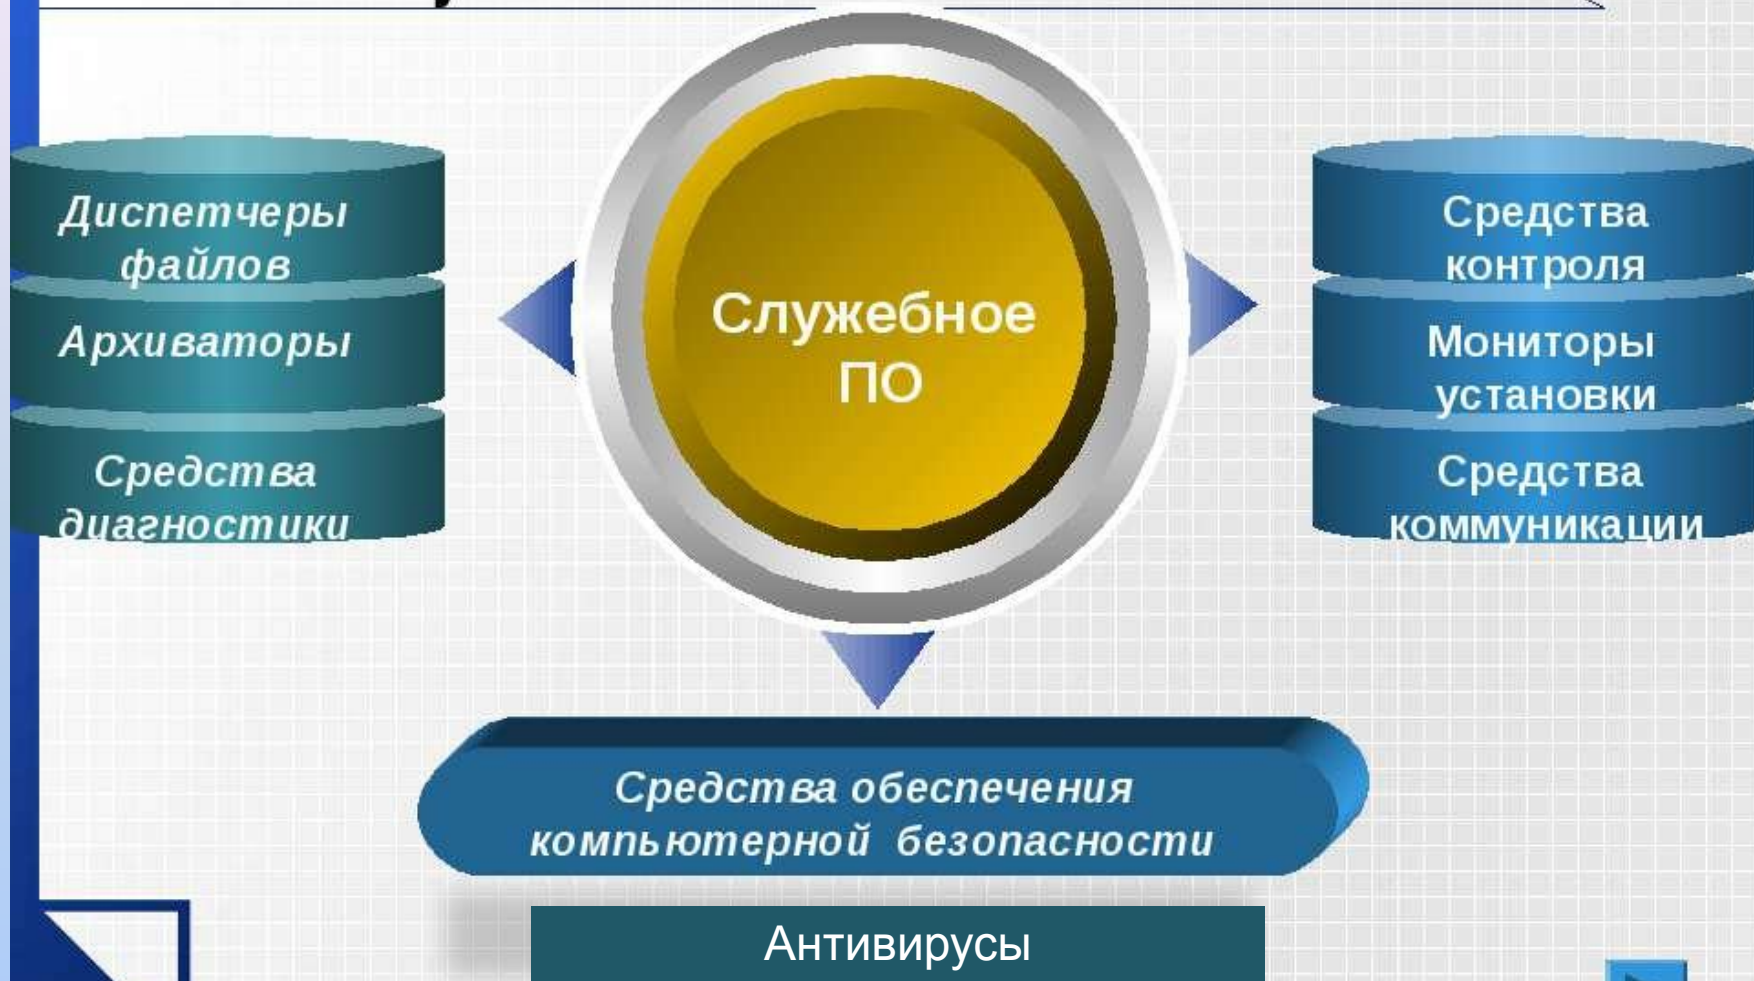 Диспетчеры
файлов
Архиваторы
Средства
диагностики
Служебное
ПО
Средства
контроля
Мониторы
установки
Средства
коммуникации
Средства обеспечения
компьютерной безопасности
Антивирусы